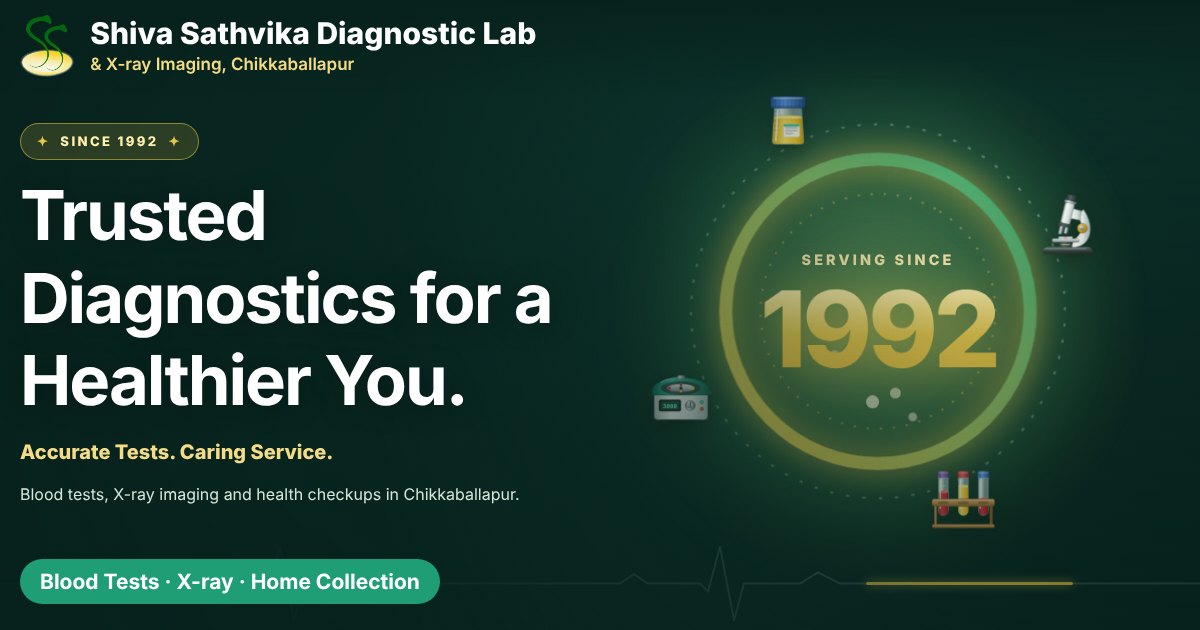 Shiva Sathvika Diagnostic Lab
& X-ray Imaging, Chikkaballapur
SINCE 1992
Trusted
Diagnostics for a
Healthier You.
Accurate Tests. Caring Service.
Blood tests, X-ray imaging and health checkups in Chikkaballapur.
Blood Tests · X-ray · Home Collection
SERVING SINCE
1992